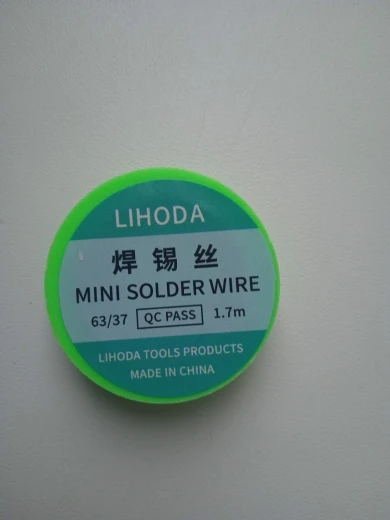 LIHODA
焊锡丝
MINI SOLDER WIRE
63/37 QC PASS 1.7m
LIHODA TOOLS PRODUCTS
MADE IN CHINA